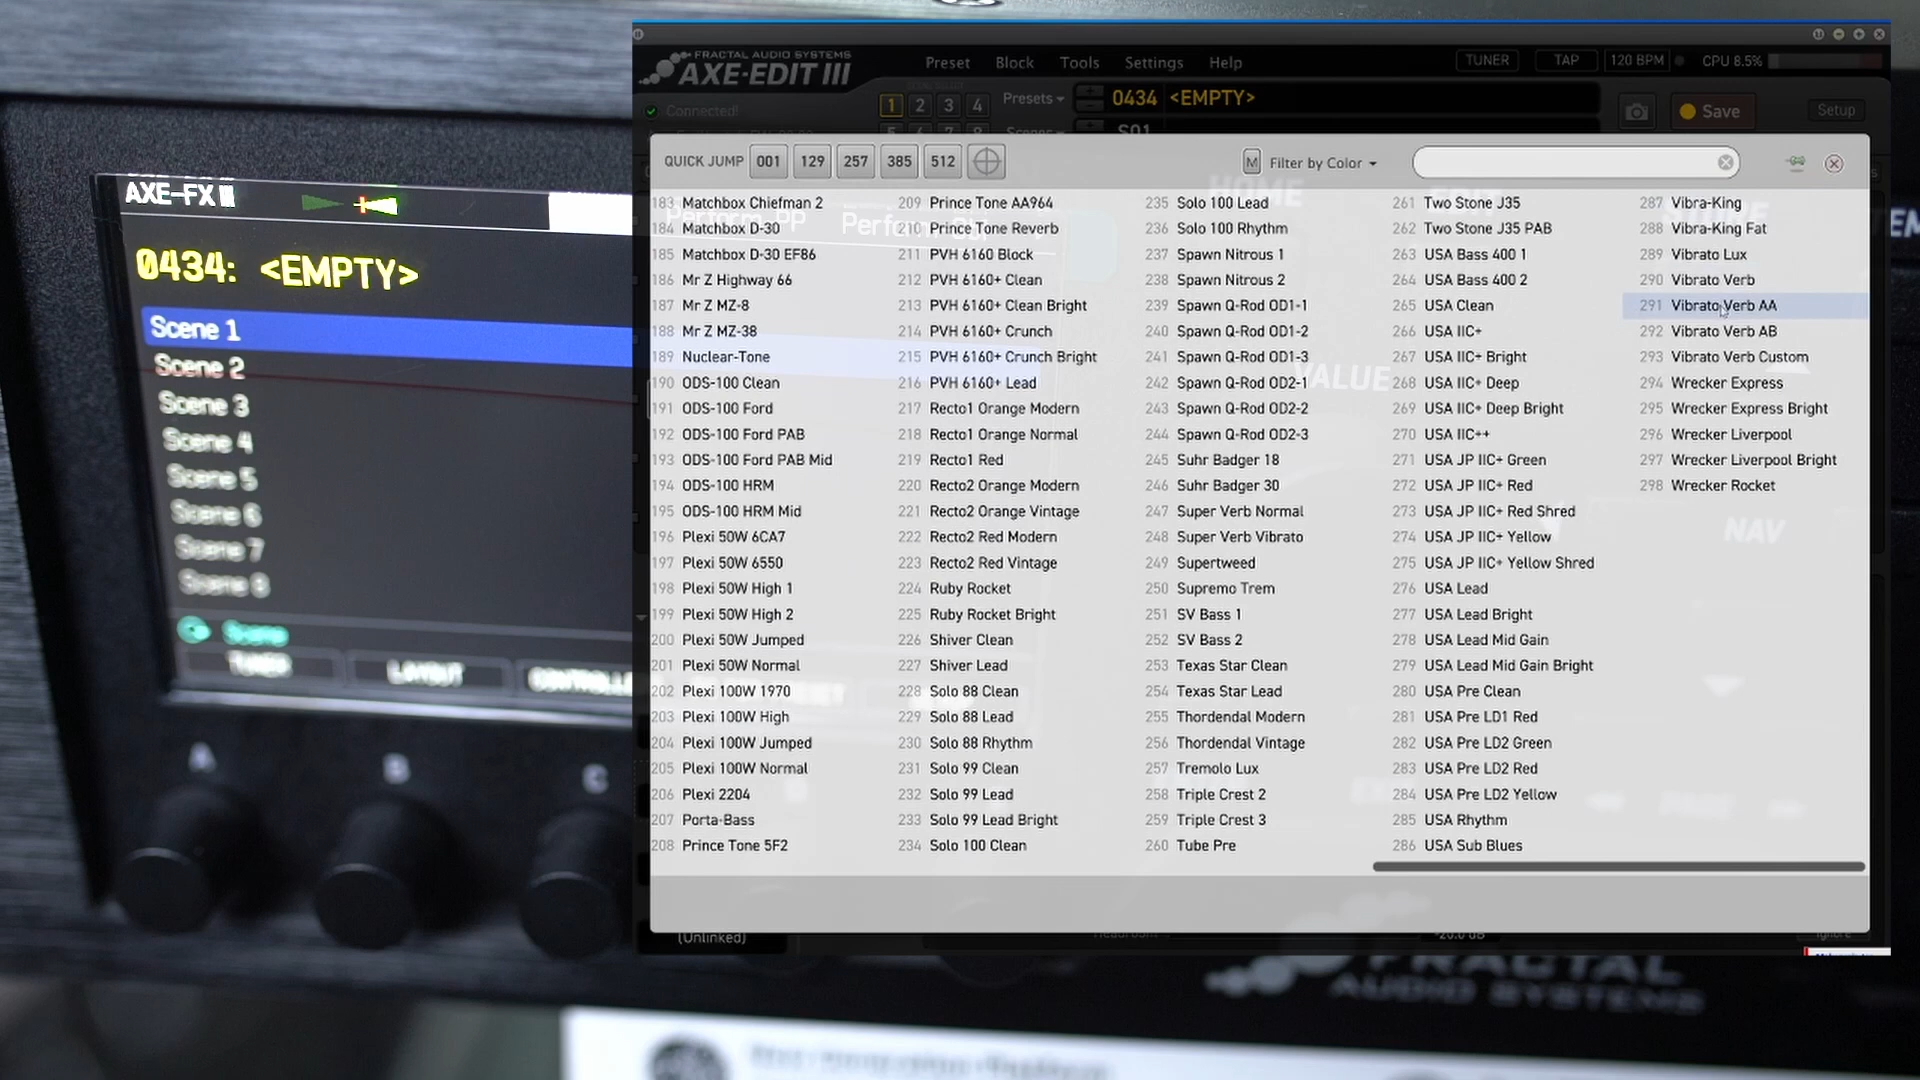 AXE-FX III
0434: <EMPTY>
Scene 1
Scene 2
Scene 3
Scene 4
Scene 5
Scene 6
Scene 7
Scene 8
Scene
TUNER
LAYOUT
CONTROLLE
A
B
C
FRACTAL AUDIO SYSTEMS
AXE-EDIT III
Connected!
Preset Block Tools Settings Help
TUNER TAP 120 BPM CPU 8.5%
1 2 3 4 Presets 0434 <EMPTY>
Save Setup
Scenes S01
QUICK JUMP 001 129 257 385 512 M Filter by Color
183 Matchbox Chiefman 2
184 Matchbox D-30
185 Matchbox D-30 EF86
186 Mr Z Highway 66
187 Mr Z MZ-8
188 Mr Z MZ-38
189 Nuclear-Tone
190 ODS-100 Clean
191 ODS-100 Ford
192 ODS-100 Ford PAB
193 ODS-100 Ford PAB Mid
194 ODS-100 HRM
195 ODS-100 HRM Mid
196 Plexi 50W 6CA7
197 Plexi 50W 6550
198 Plexi 50W High 1
199 Plexi 50W High 2
200 Plexi 50W Jumped
201 Plexi 50W Normal
202 Plexi 100W 1970
203 Plexi 100W High
204 Plexi 100W Jumped
205 Plexi 100W Normal
206 Plexi 2204
207 Porta-Bass
208 Prince Tone 5F2
209 Prince Tone AA964
210 Prince Tone Reverb
211 PVH 6160 Block
212 PVH 6160+ Clean
213 PVH 6160+ Clean Bright
214 PVH 6160+ Crunch
215 PVH 6160+ Crunch Bright
216 PVH 6160+ Lead
217 Recto1 Orange Modern
218 Recto1 Orange Normal
219 Recto1 Red
220 Recto2 Orange Modern
221 Recto2 Orange Vintage
222 Recto2 Red Modern
223 Recto2 Red Vintage
224 Ruby Rocket
225 Ruby Rocket Bright
226 Shiver Clean
227 Shiver Lead
228 Solo 88 Clean
229 Solo 88 Lead
230 Solo 88 Rhythm
231 Solo 99 Clean
232 Solo 99 Lead
233 Solo 99 Lead Bright
234 Solo 100 Clean
235 Solo 100 Lead
236 Solo 100 Rhythm
237 Spawn Nitrous 1
238 Spawn Nitrous 2
239 Spawn Q-Rod OD1-1
240 Spawn Q-Rod OD1-2
241 Spawn Q-Rod OD1-3
242 Spawn Q-Rod OD2-1
243 Spawn Q-Rod OD2-2
244 Spawn Q-Rod OD2-3
245 Suhr Badger 18
246 Suhr Badger 30
247 Super Verb Normal
248 Super Verb Vibrato
249 Supertweed
250 Supremo Trem
251 SV Bass 1
252 SV Bass 2
253 Texas Star Clean
254 Texas Star Lead
255 Thordendal Modern
256 Thordendal Vintage
257 Tremolo Lux
258 Triple Crest 2
259 Triple Crest 3
260 Tube Pre
261 Two Stone J35
262 Two Stone J35 PAB
263 USA Bass 400 1
264 USA Bass 400 2
265 USA Clean
266 USA IIC+
267 USA IIC+ Bright
268 USA IIC+ Deep
269 USA IIC+ Deep Bright
270 USA IIC++
271 USA JP IIC+ Green
272 USA JP IIC+ Red
273 USA JP IIC+ Red Shred
274 USA JP IIC+ Yellow
275 USA JP IIC+ Yellow Shred
276 USA Lead
277 USA Lead Bright
278 USA Lead Mid Gain
279 USA Lead Mid Gain Bright
280 USA Pre Clean
281 USA Pre LD1 Red
282 USA Pre LD2 Green
283 USA Pre LD2 Red
284 USA Pre LD2 Yellow
285 USA Rhythm
286 USA Sub Blues
287 Vibra-King
288 Vibra-King Fat
289 Vibrato Lux
290 Vibrato Verb
291 Vibrato Verb AA
292 Vibrato Verb AB
293 Vibrato Verb Custom
294 Wrecker Express
295 Wrecker Express Bright
296 Wrecker Liverpool
297 Wrecker Liverpool Bright
298 Wrecker Rocket
HOME
EDIT
STORE
VALUE
NAV
PAGE
(Unlinked)
-20.0 dB
Ignore
FRACTAL
AUDIO SYSTEMS